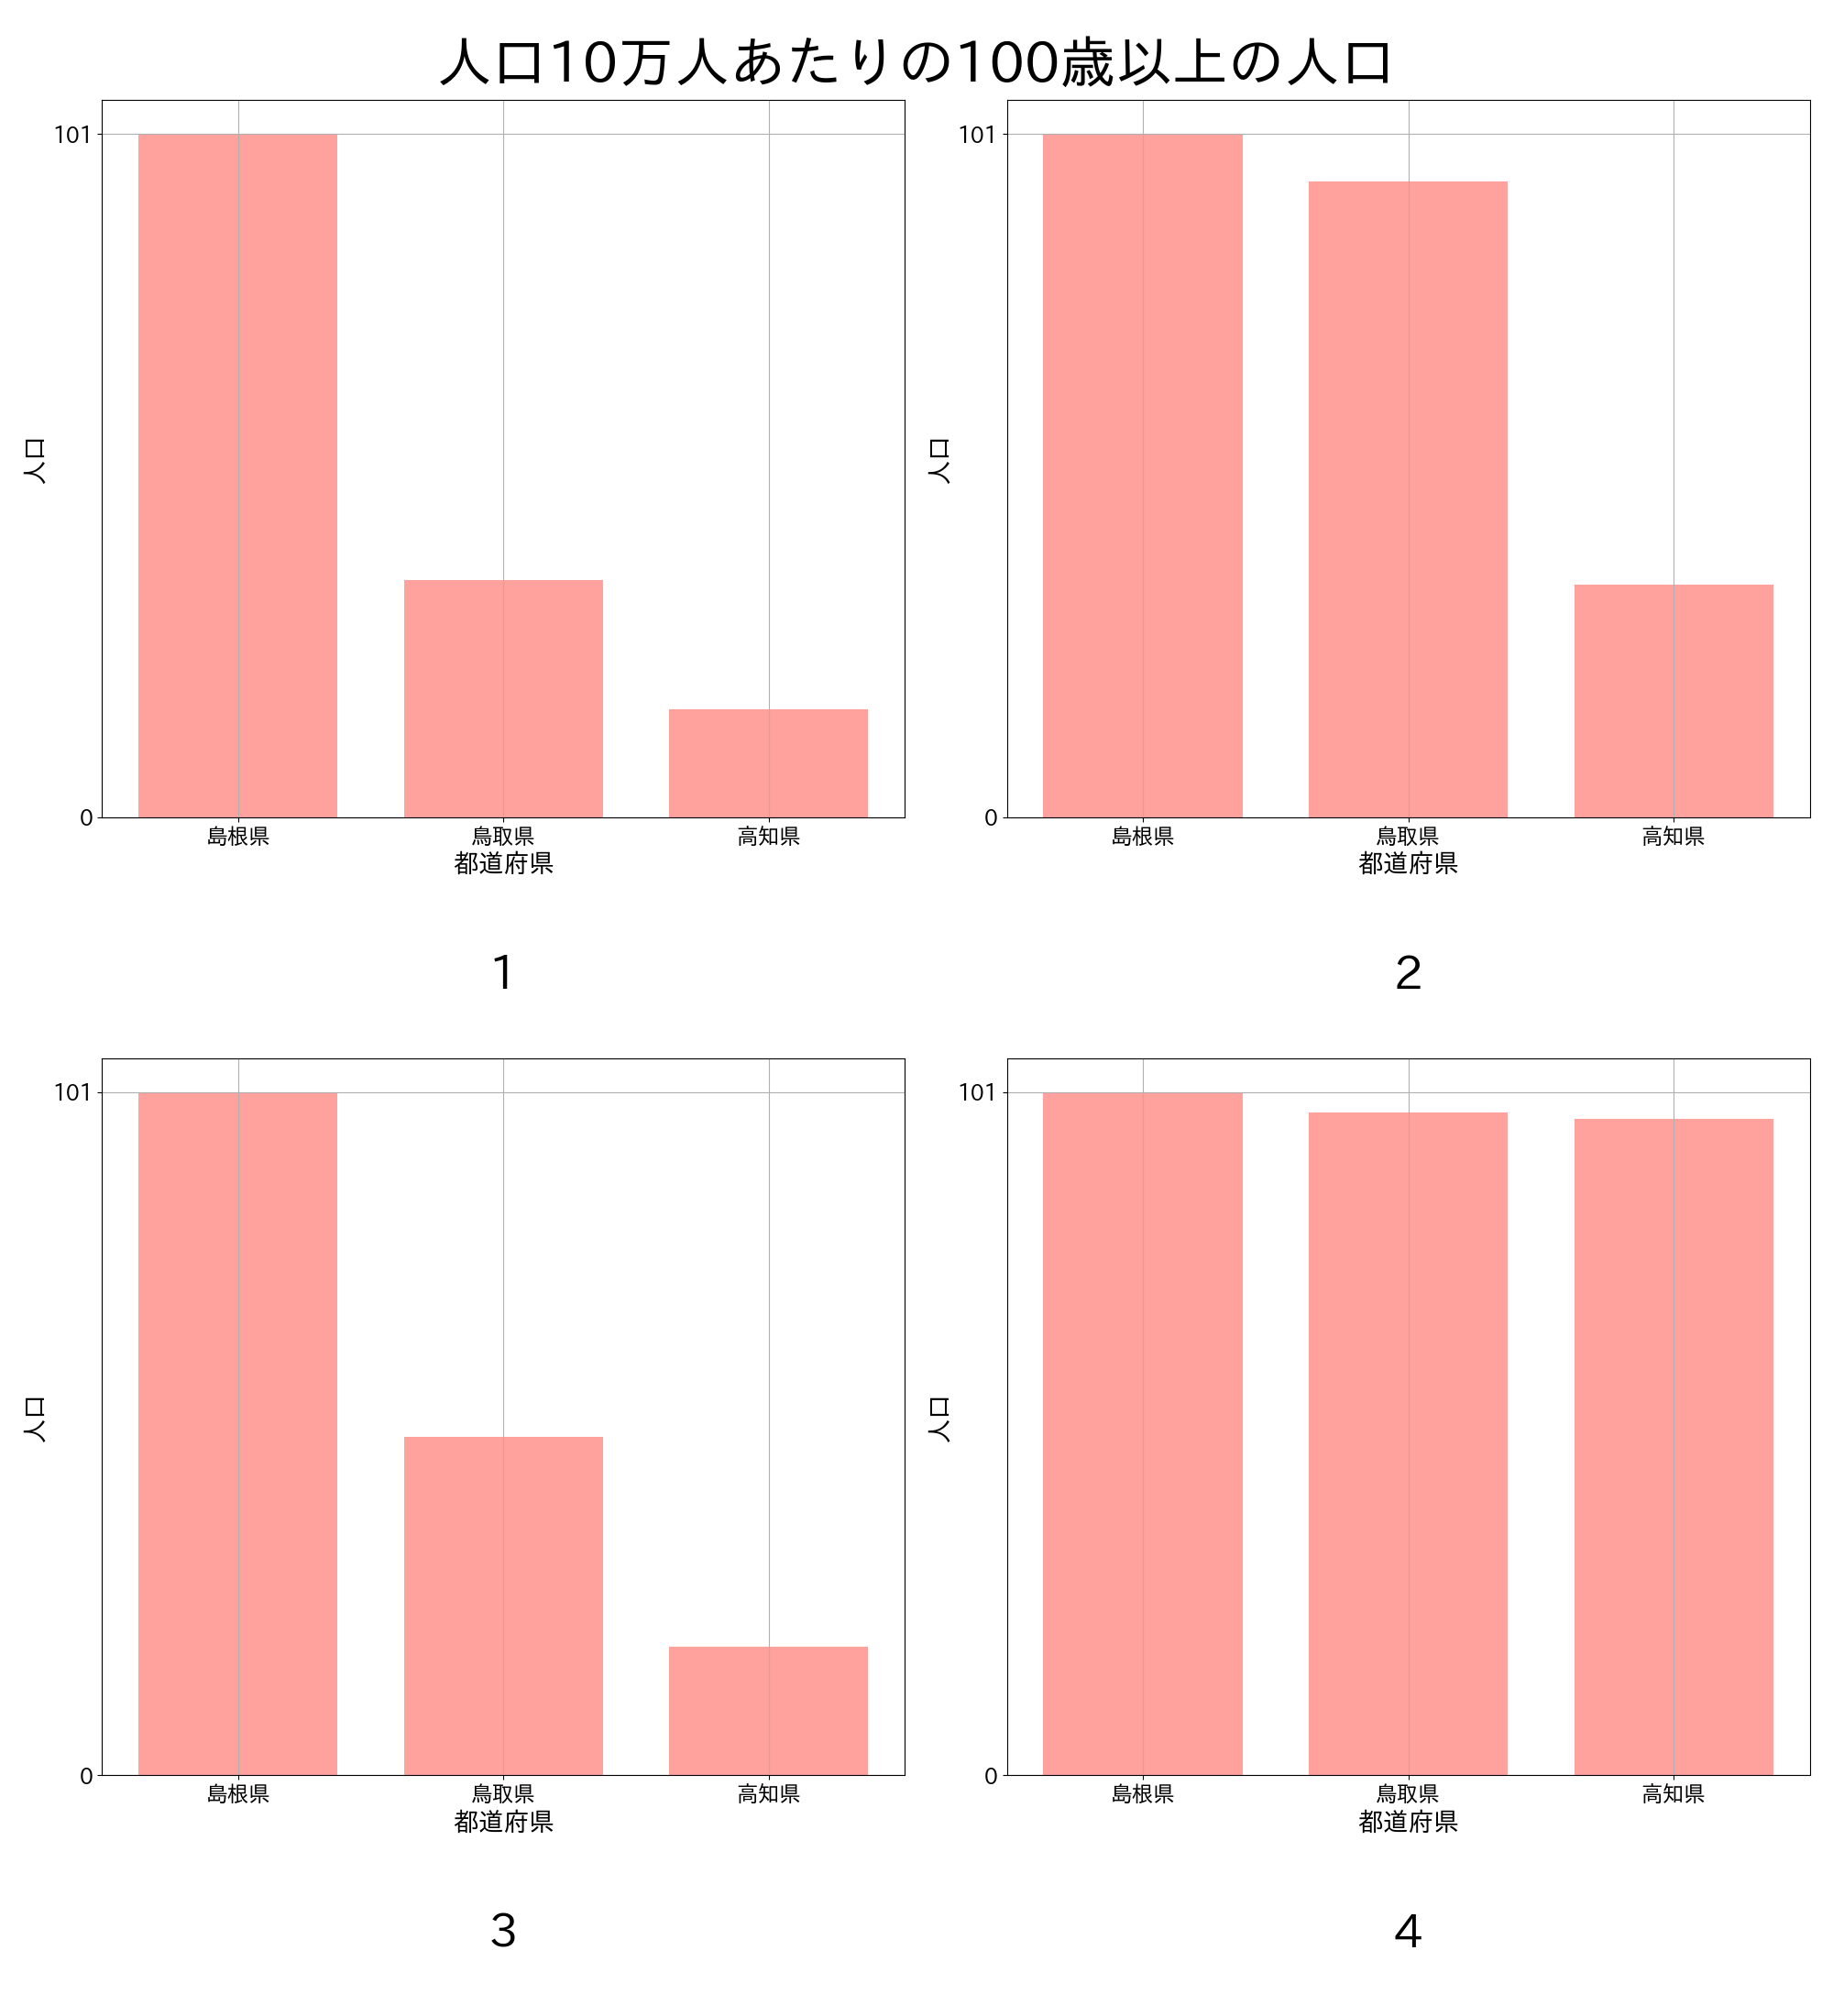 人口10万人あたりの100歳以上の人口
101
0
人口
島根県 鳥取県 高知県
都道府県
1
101
0
人口
島根県 鳥取県 高知県
都道府県
2
101
0
人口
島根県 鳥取県 高知県
都道府県
3
101
0
人口
島根県 鳥取県 高知県
都道府県
4